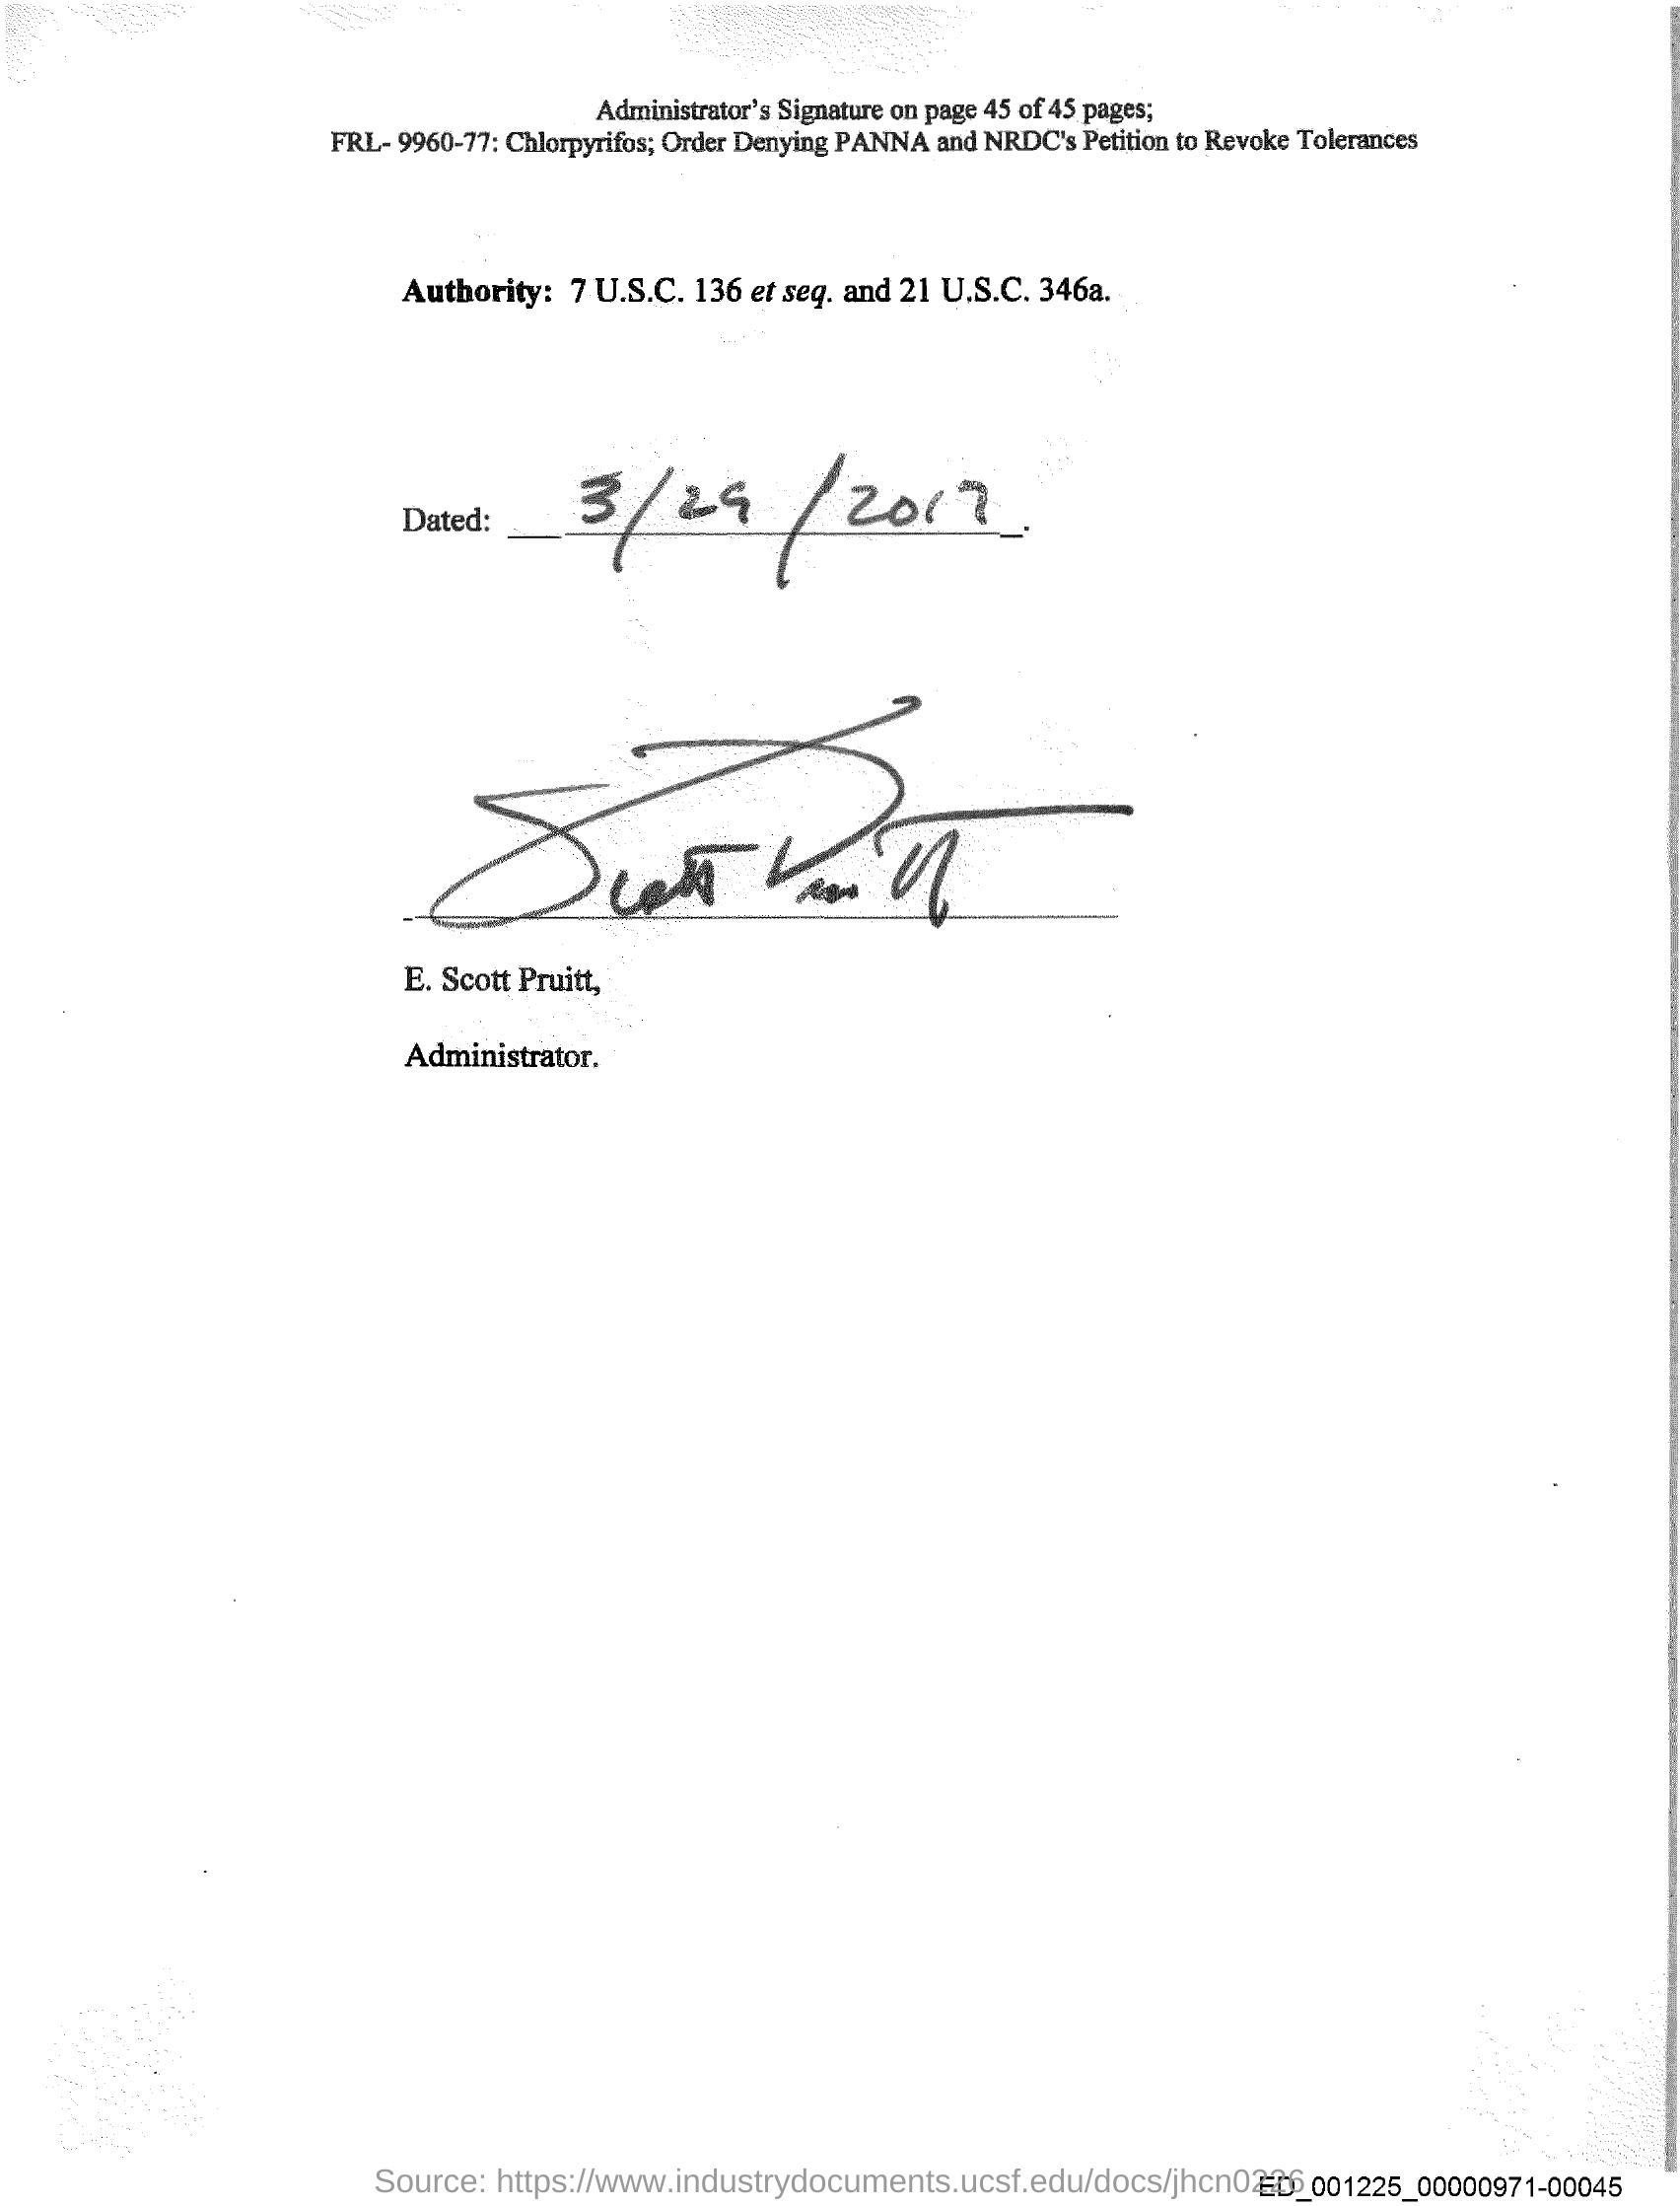 Administrator's Signature on page 45 of 45 pages;
FRL- 9960-77: Chlorpyrifos; Order Denying PANNA and NRDC's Petition to Revoke Tolerances
Authority: 7 U.S.C. 136 et seq. and 21 U.S.C. 346a.
Dated: 3/29/2017.
Scott Pruitt
E. Scott Pruitt,
Administrator.
Source: https://www.industrydocuments.ucsf.edu/docs/jhcn0226
ED_001225_00000971-00045